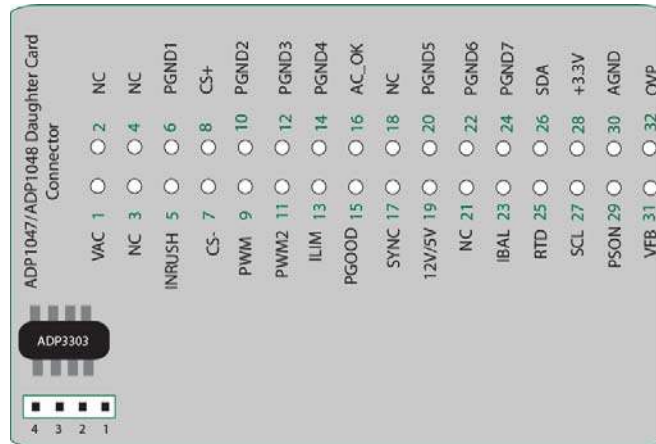 ADP1047/ADP1048 Daughter Card
Connector
VAC 1 2 NC
NC 3 4 NC
INRUSH 5 6 PGND1
CS- 7 8 CS+
PWM 9 10 PGND2
PWM2 11 12 PGND3
ILIM 13 14 PGND4
PGOOD 15 16 AC_OK
SYNC 17 18 NC
12V/5V 19 20 PGND5
NC 21 22 PGND6
IBAL 23 24 PGND7
RTD 25 26 SDA
SCL 27 28 +3.3V
PSON 29 30 AGND
VFB 31 32 OVP
ADP3303
4 3 2 1